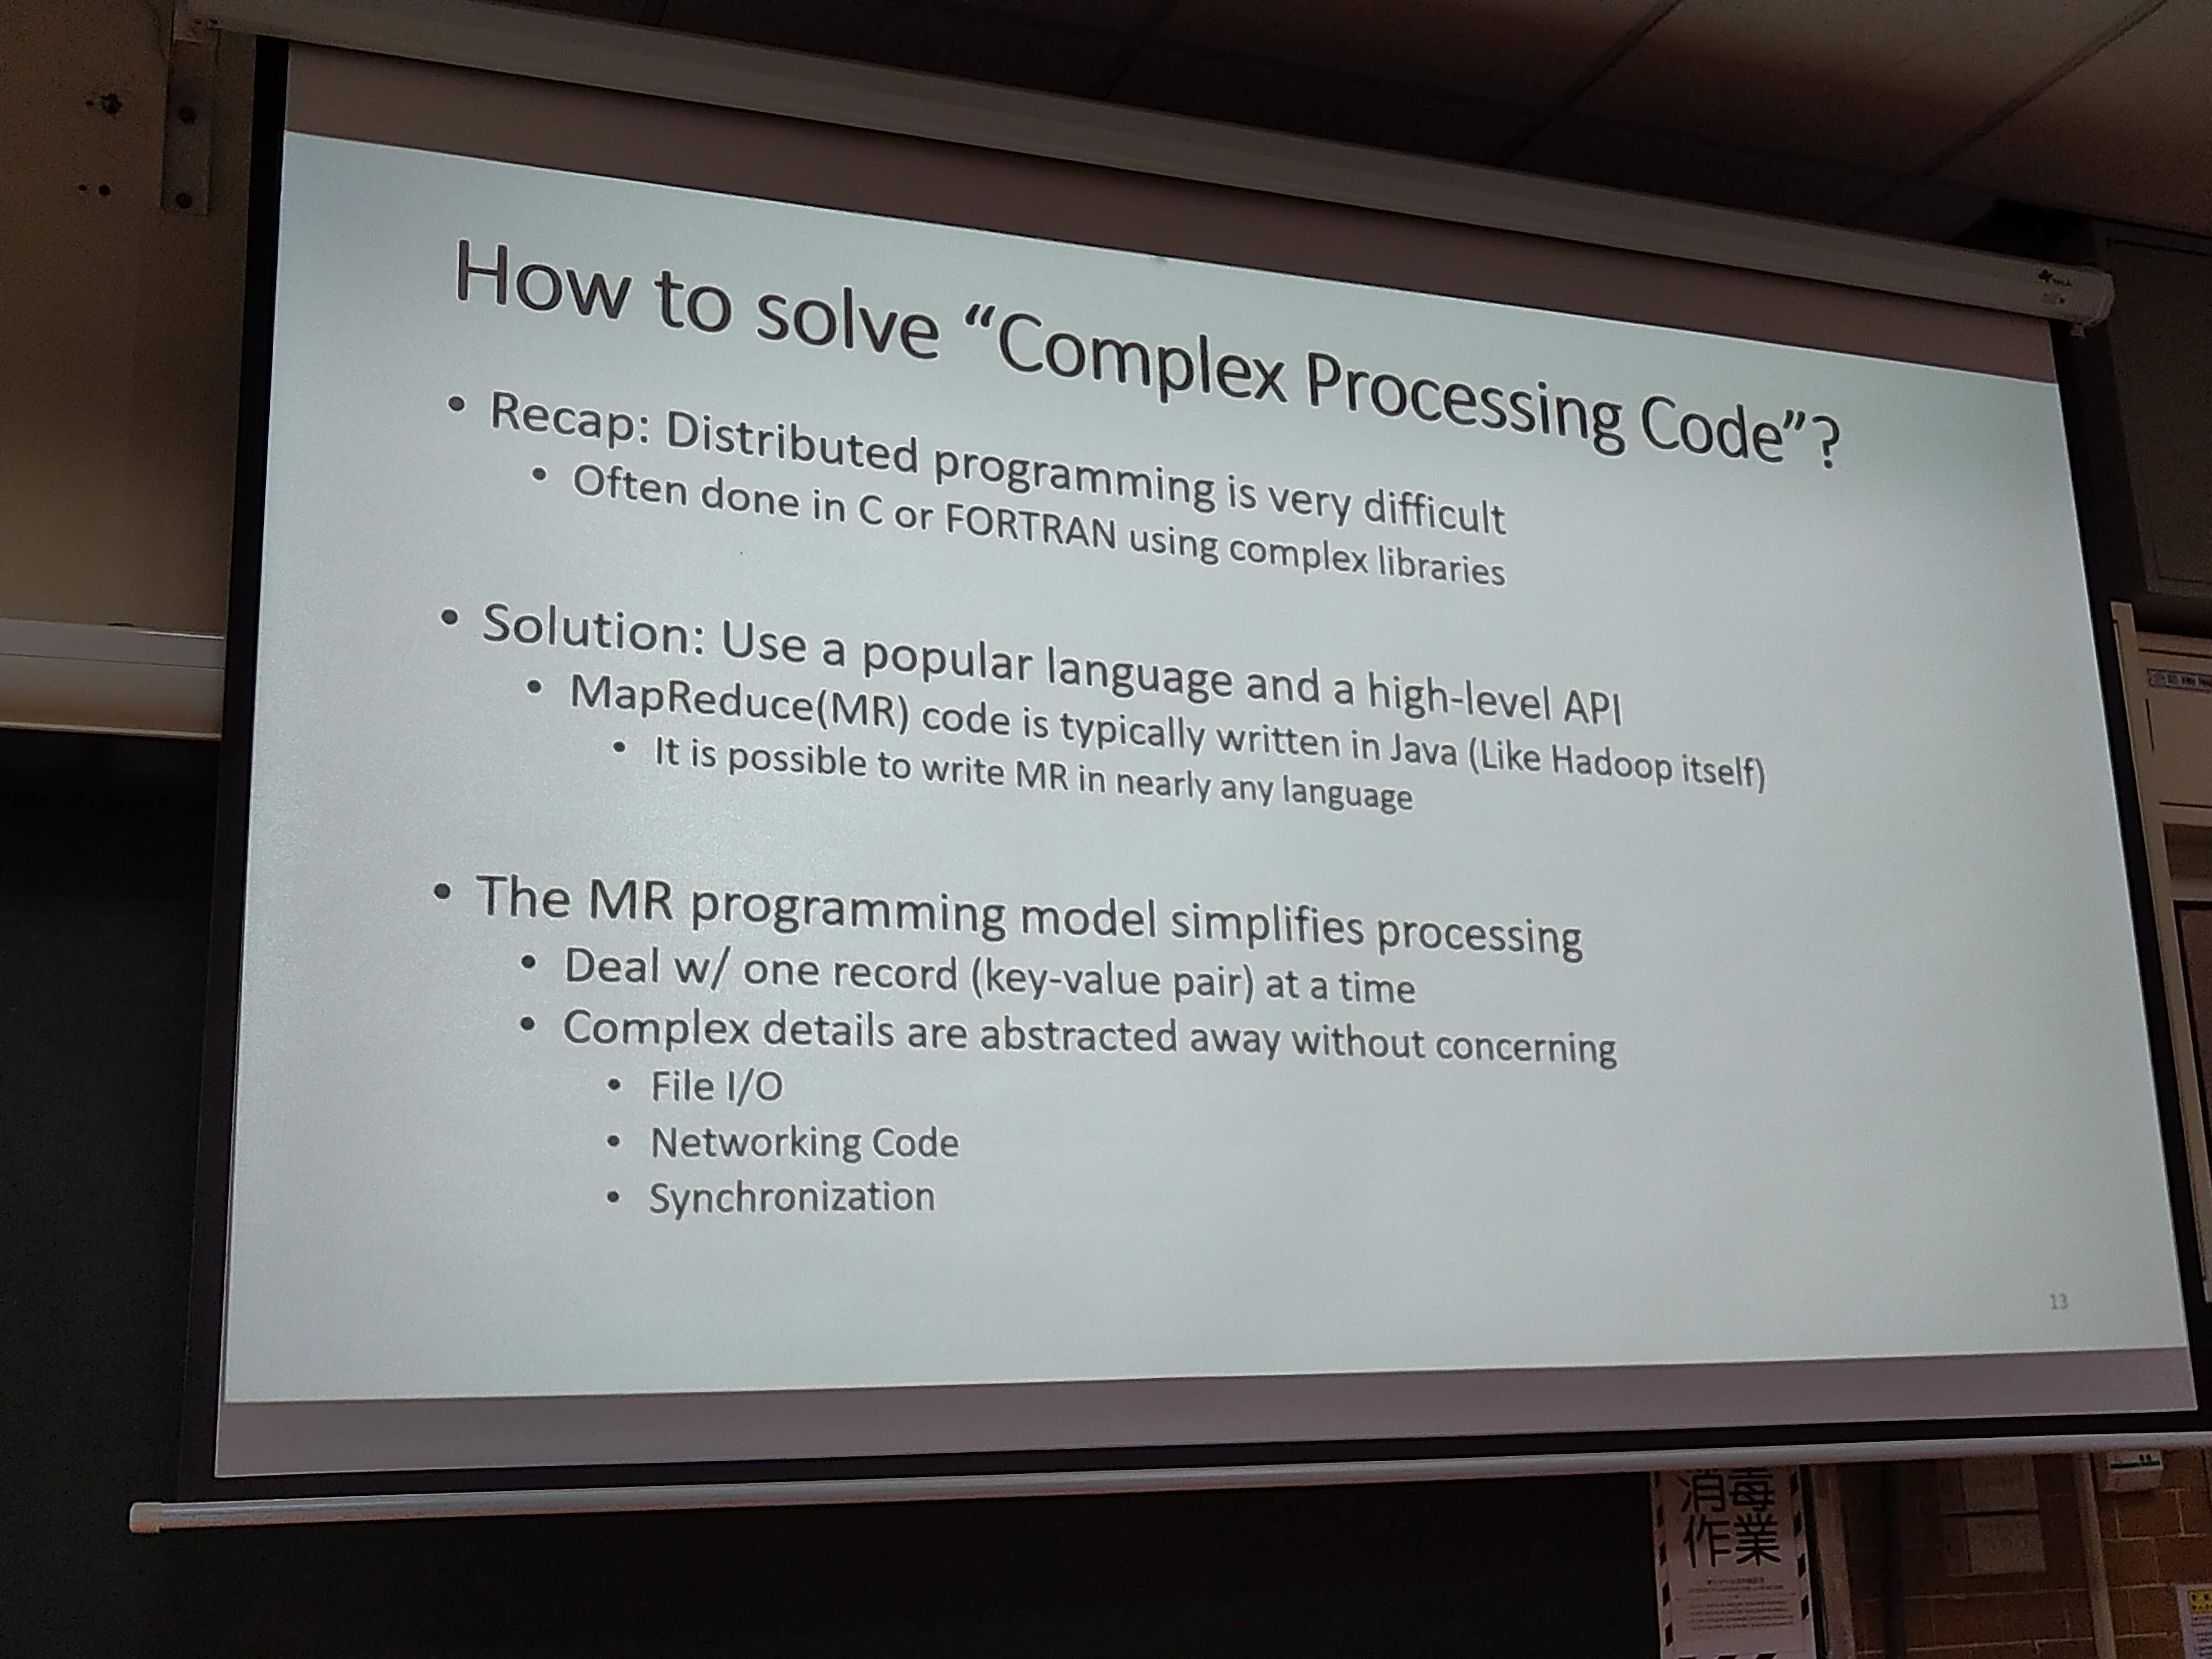 How to solve “Complex Processing Code”?
• Recap: Distributed programming is very difficult
• Often done in C or FORTRAN using complex libraries
• Solution: Use a popular language and a high-level API
• MapReduce(MR) code is typically written in Java (Like Hadoop itself)
• It is possible to write MR in nearly any language
• The MR programming model simplifies processing
• Deal w/ one record (key-value pair) at a time
• Complex details are abstracted away without concerning
• File I/O
• Networking Code
• Synchronization
13
消毒
作業